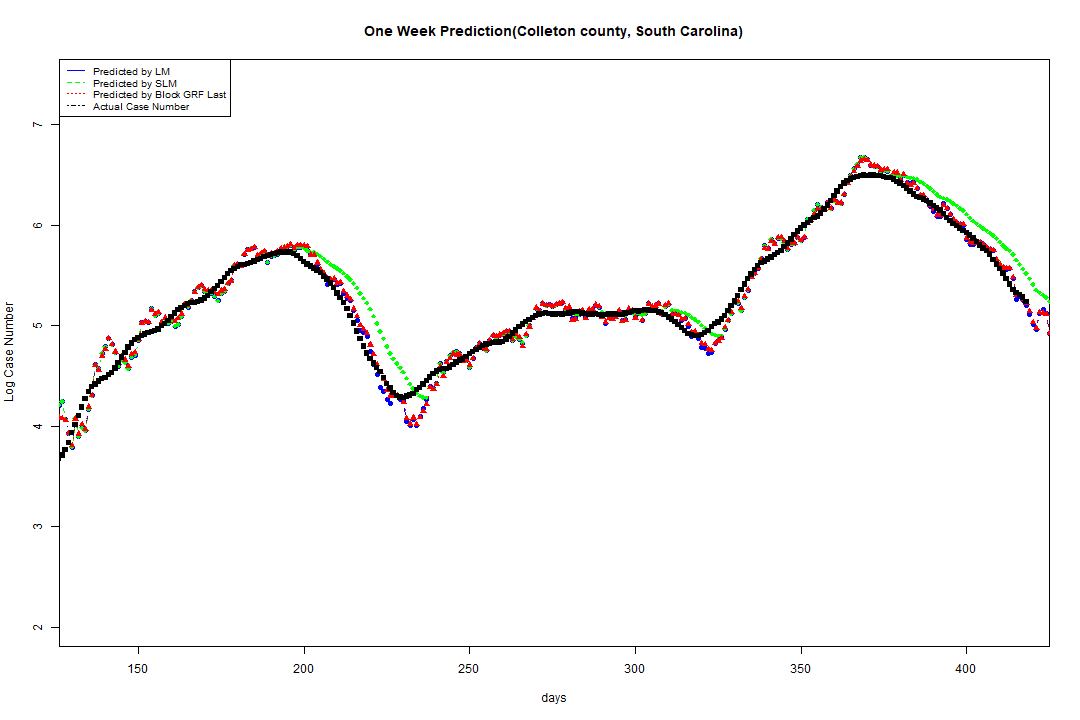 One Week Prediction(Colleton county, South Carolina)
Predicted by LM
Predicted by SLM
Predicted by Block GRF Last
Actual Case Number
7
6
5
4
3
2
Log Case Number
150 200 250 300 350 400
days